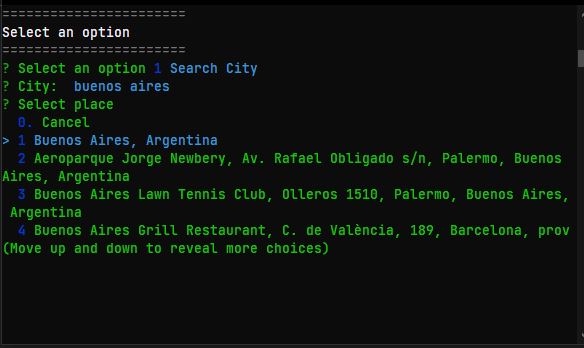 =======================
Select an option
=======================
? Select an option 1 Search City
? City:  buenos aires
? Select place
  0. Cancel
> 1 Buenos Aires, Argentina
  2 Aeroparque Jorge Newbery, Av. Rafael Obligado s/n, Palermo, Buenos
Aires, Argentina
  3 Buenos Aires Lawn Tennis Club, Olleros 1510, Palermo, Buenos Aires,
 Argentina
  4 Buenos Aires Grill Restaurant, C. de València, 189, Barcelona, prov
(Move up and down to reveal more choices)